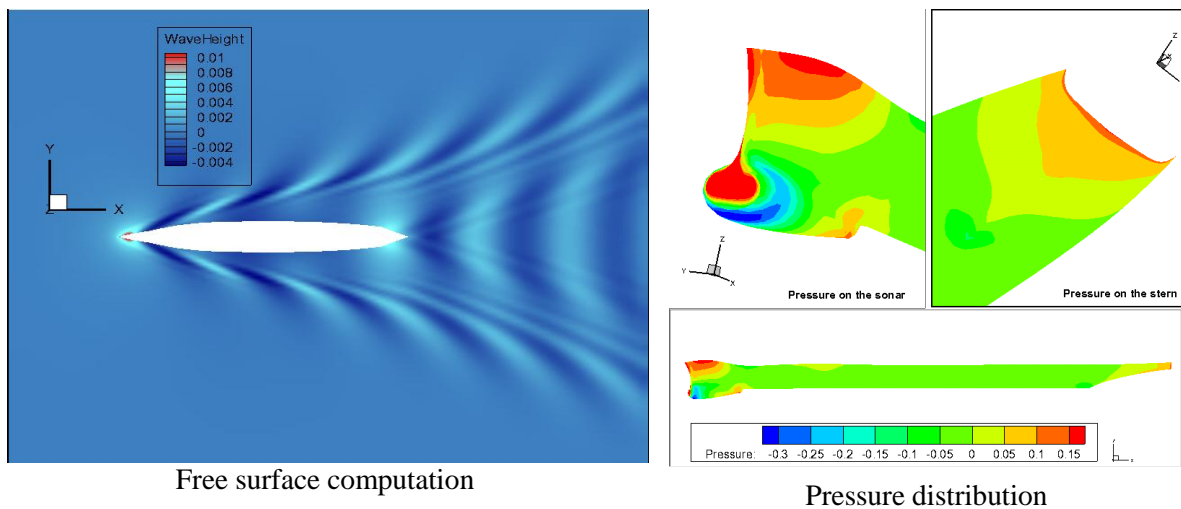 WaveHeight
0.01
0.008
0.006
0.004
0.002
0
-0.002
-0.004
Y
Z
X
Free surface computation
Z
Y
X
Pressure on the sonar
Z
Pressure on the stern
Pressure: -0.3 -0.25 -0.2 -0.15 -0.1 -0.05 0 0.05 0.1 0.15
Pressure distribution